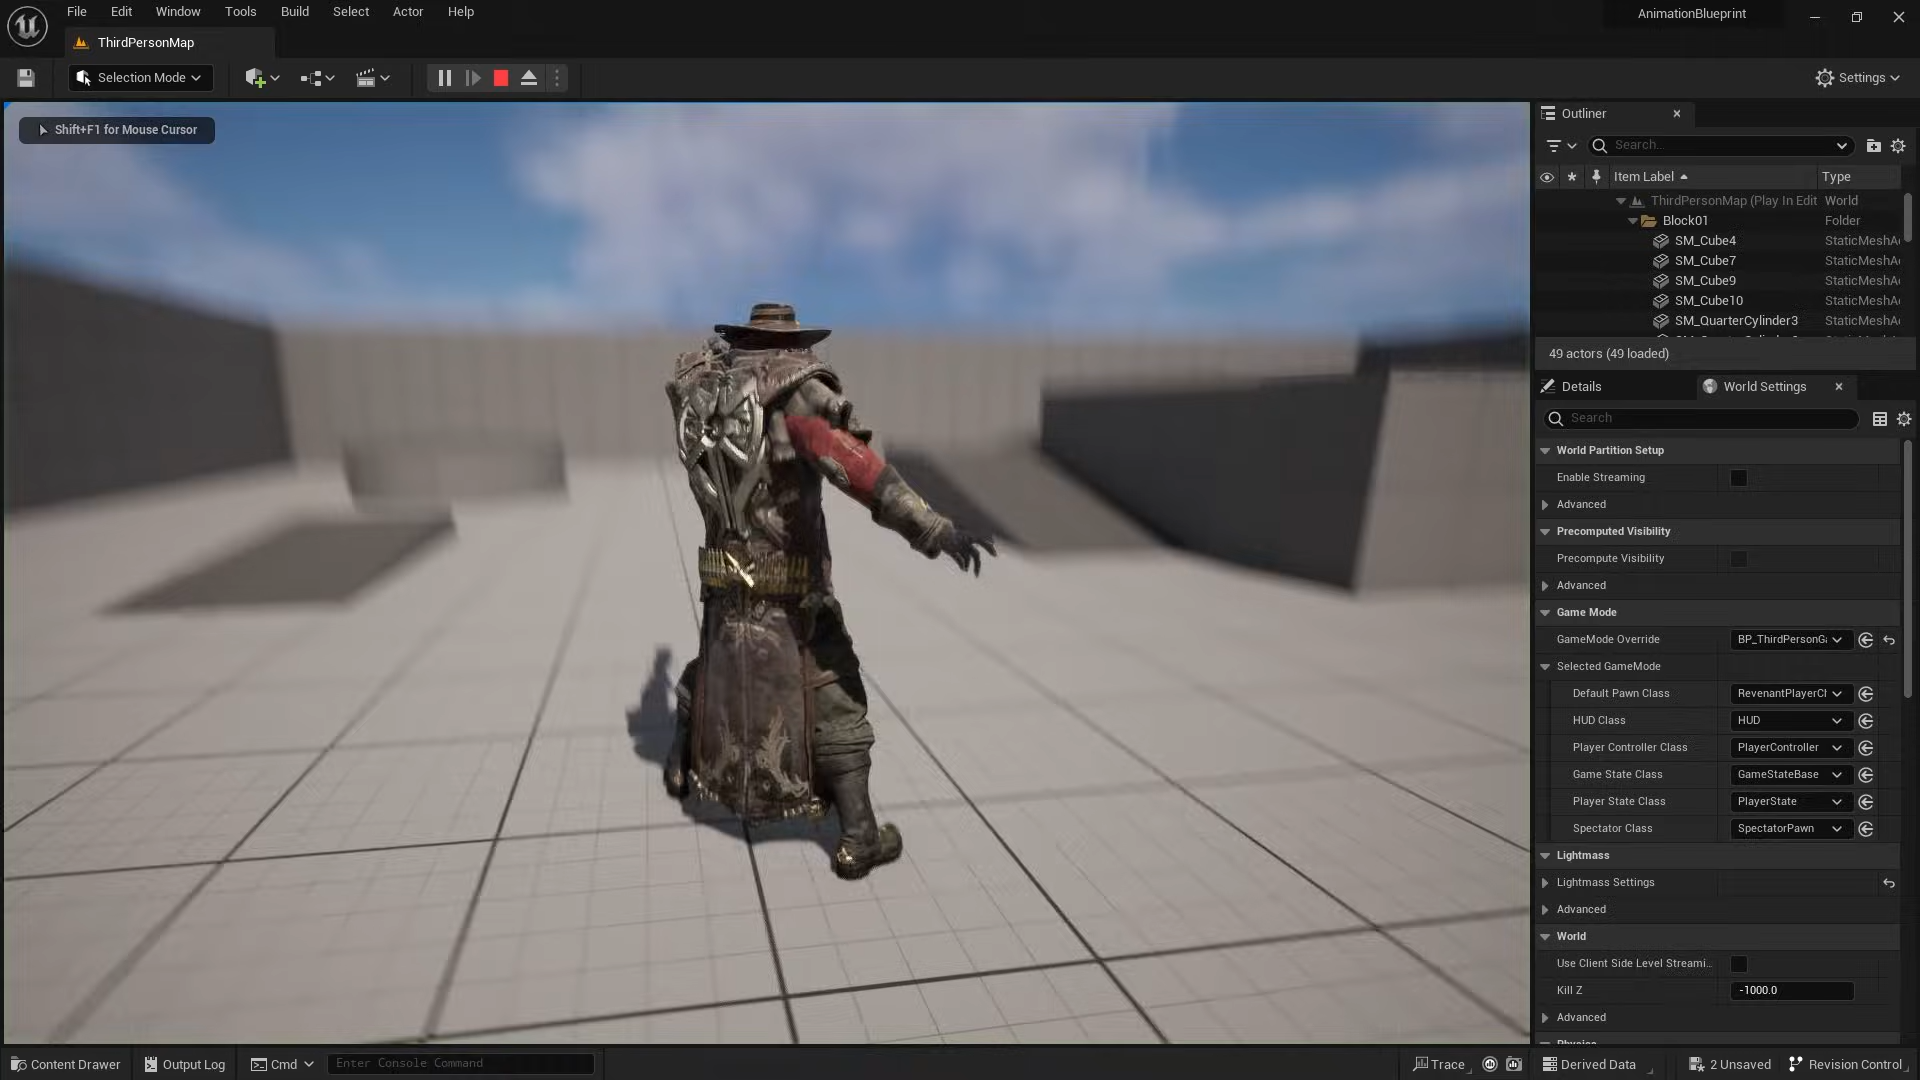 File Edit Window Tools Build Select Actor Help
AnimationBlueprint
ThirdPersonMap
Selection Mode
Settings
Shift+F1 for Mouse Cursor
Outliner
Search...
Item Label Type
ThirdPersonMap (Play In Edit World
Block01 Folder
SM_Cube4 StaticMeshA
SM_Cube7 StaticMeshA
SM_Cube9 StaticMeshA
SM_Cube10 StaticMeshA
SM_QuarterCylinder3 StaticMeshA
49 actors (49 loaded)
Details World Settings
Search
World Partition Setup
Enable Streaming
Advanced
Precomputed Visibility
Precompute Visibility
Advanced
Game Mode
GameMode Override BP_ThirdPersonG
Selected GameMode
Default Pawn Class RevenantPlayerC
HUD Class HUD
Player Controller Class PlayerController
Game State Class GameStateBase
Player State Class PlayerState
Spectator Class SpectatorPawn
Lightmass
Lightmass Settings
Advanced
World
Use Client Side Level Streami...
Kill Z -1000.0
Advanced
Content Drawer Output Log Cmd Enter Console Command Trace Derived Data 2 Unsaved Revision Control